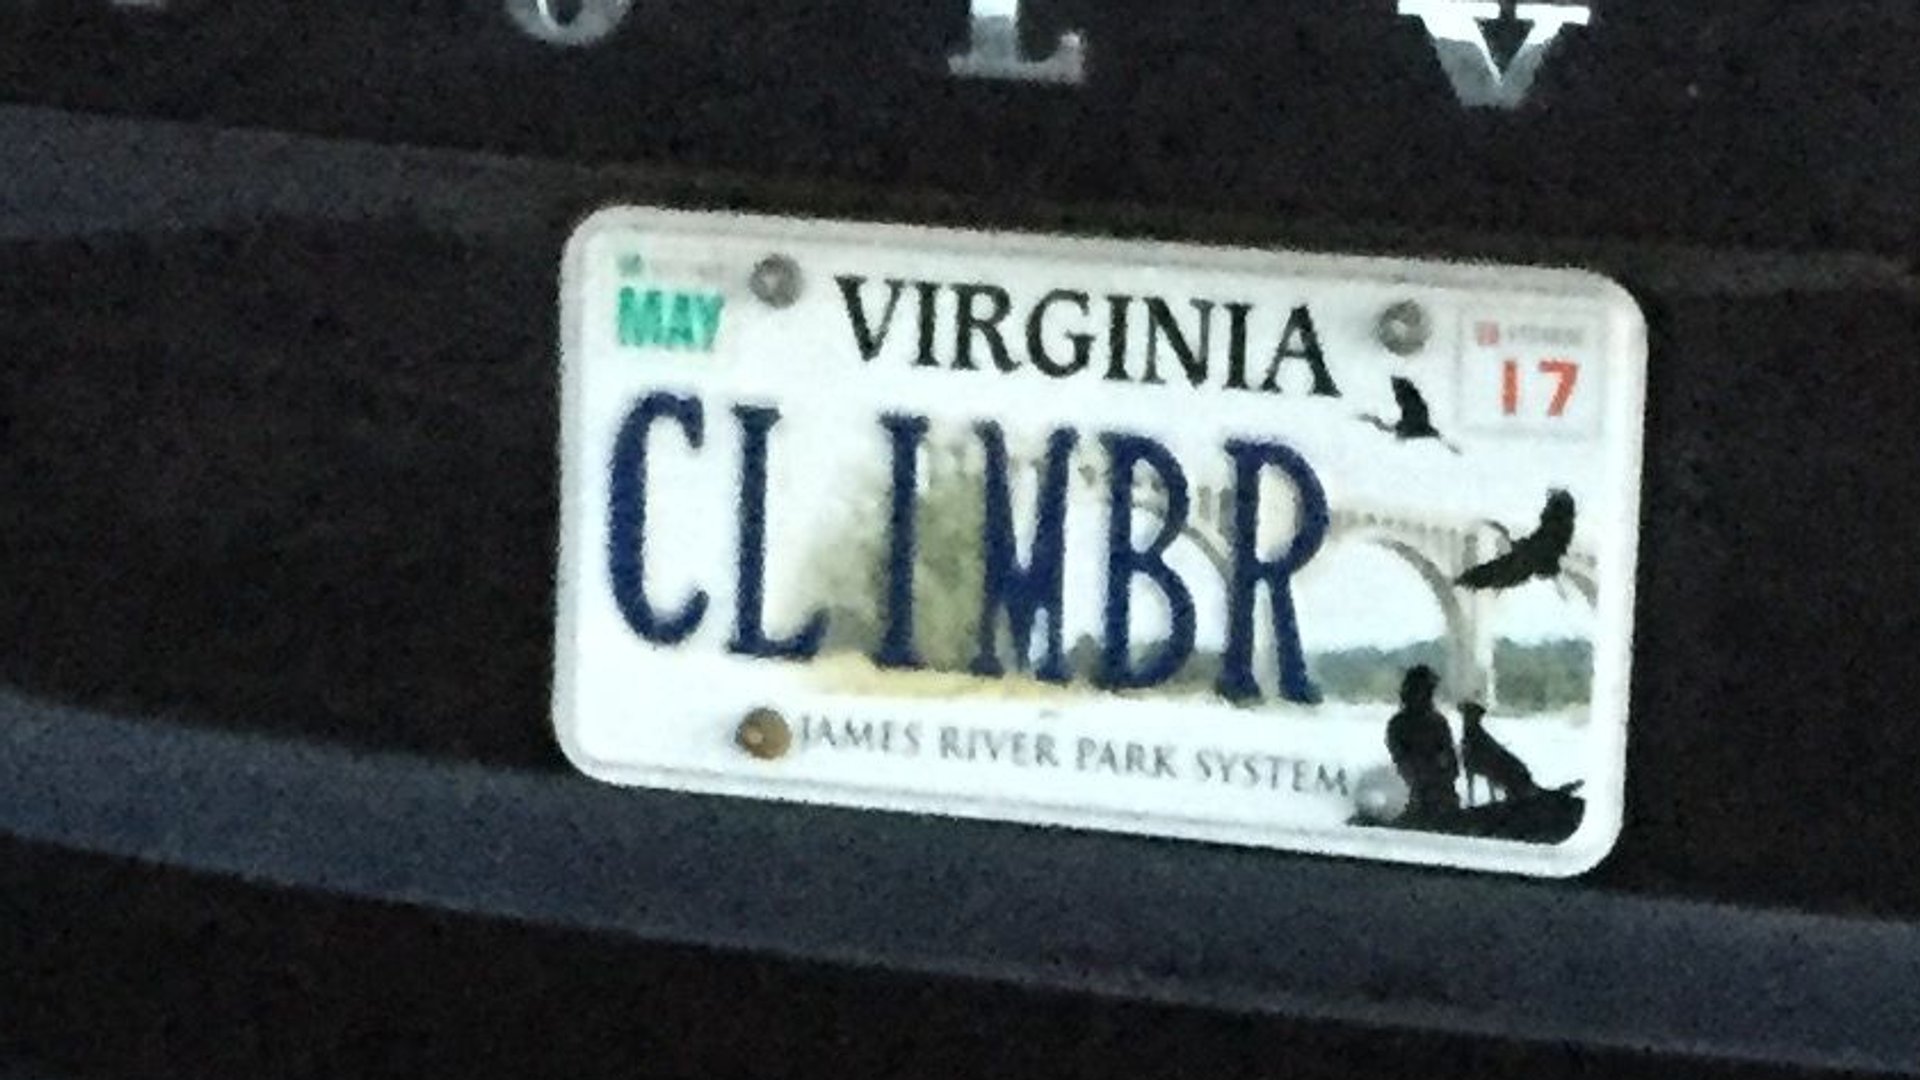 O L V
MAY VIRGINIA 17
CLIMBR
JAMES RIVER PARK SYSTEM